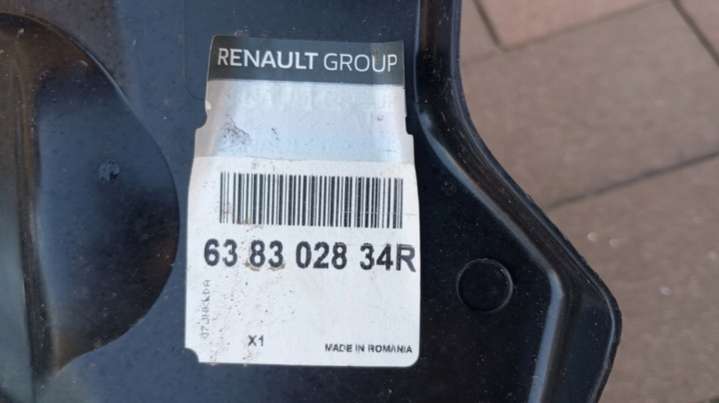 RENAULT GROUP
63 83 028 34R
X1
MADE IN ROMANIA